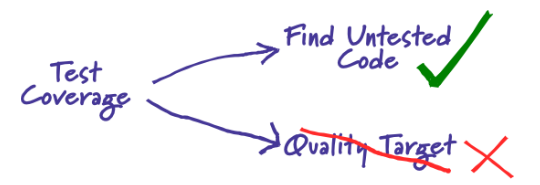 Find Untested
Code
Test
Coverage
Quality Target